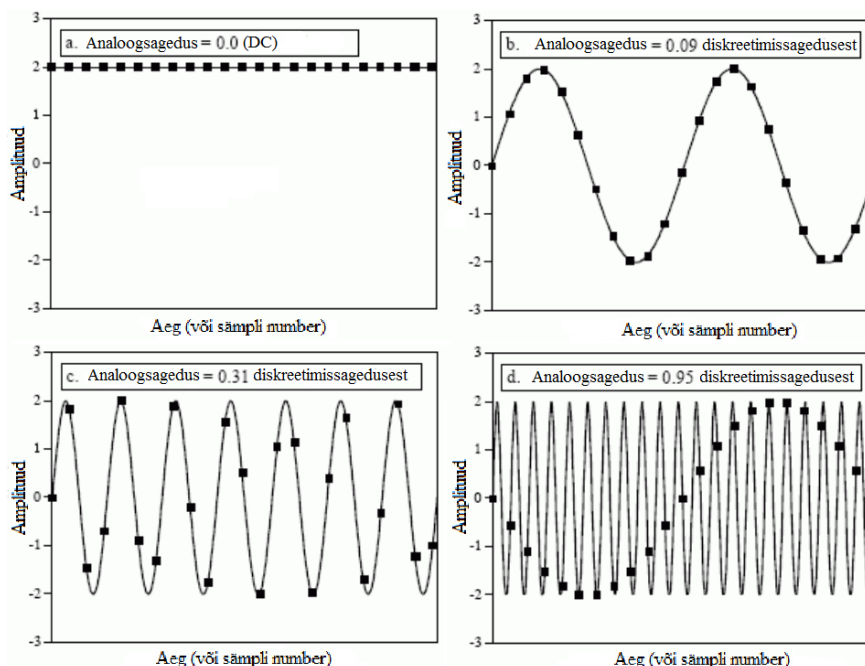 a. Analoogsagedus = 0.0 (DC)
3
2
1
0
-1
-2
-3
Amplituud
Aeg (või sämpli number)
b. Analoogsagedus = 0.09 diskreetimissagedusest
3
2
1
0
-1
-2
-3
Amplituud
Aeg (või sämpli number)
c. Analoogsagedus = 0.31 diskreetimissagedusest
3
2
1
0
-1
-2
-3
Amplituud
Aeg (või sämpli number)
d. Analoogsagedus = 0.95 diskreetimissagedusest
3
2
1
0
-1
-2
-3
Amplituud
Aeg (või sämpli number)